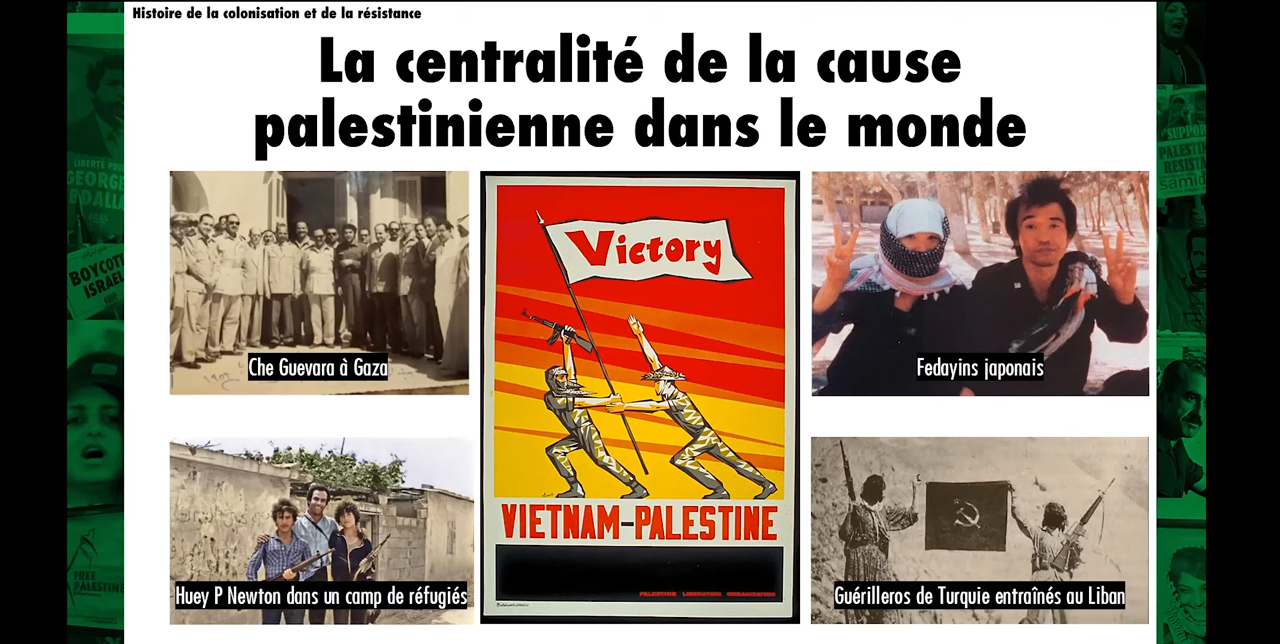 Histoire de la colonisation et de la résistance
La centralité de la cause
palestinienne dans le monde
LIBERTÉ
GEORGE
BOYCOTT
ISRAEL
FREE
PALESTINE
Che Guevara à Gaza
Huey P Newton dans un camp de réfugiés
Victory
VIETNAM-PALESTINE
PALESTINE LIBERATION ORGANIZATION
Fedayins japonais
Guérilleros de Turquie entraînés au Liban